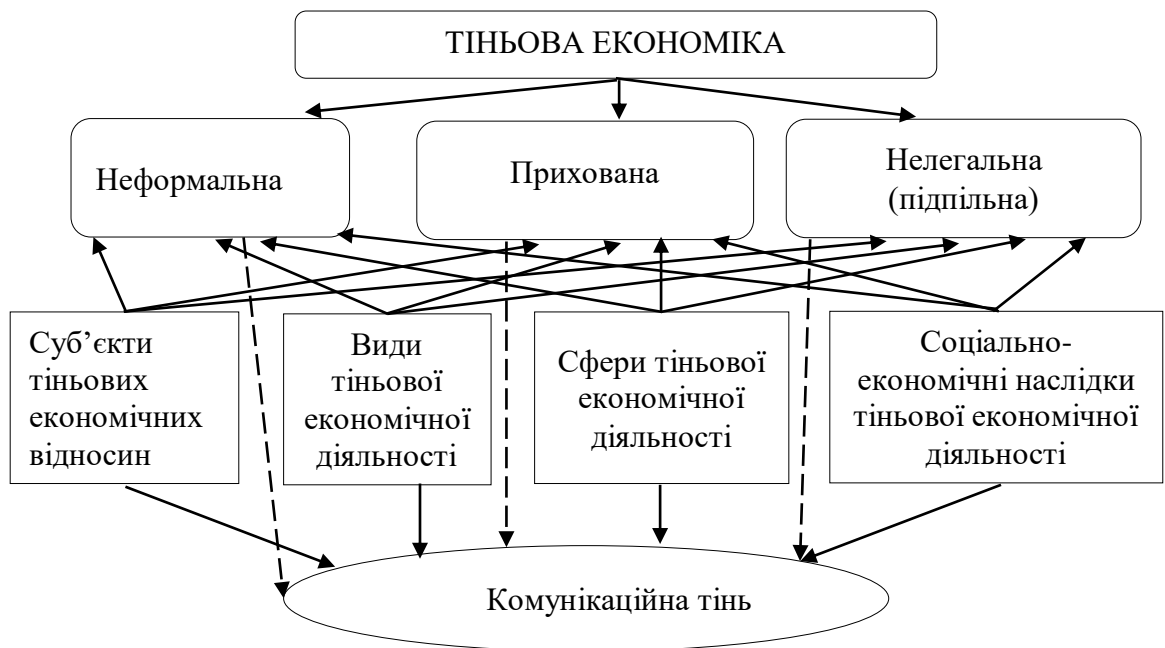 ТІНЬОВА ЕКОНОМІКА
Неформальна
Прихована
Нелегальна
(підпільна)
Суб’єкти
тіньових
економічних
відносин
Види
тіньової
економічної
діяльності
Сфери тіньової
економічної
діяльності
Соціально-
економічні наслідки
тіньової економічної
діяльності
Комунікаційна тінь